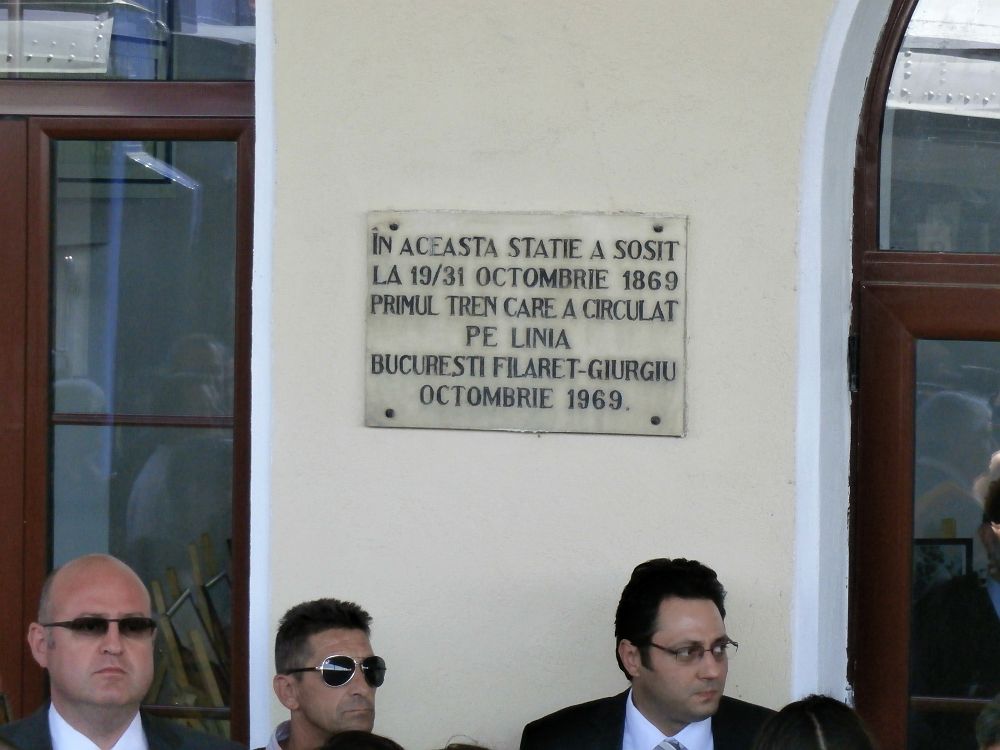 ÎN ACEASTA STATIE A SOSIT
LA 19/31 OCTOMBRIE 1869
PRIMUL TREN CARE A CIRCULAT
PE LINIA
BUCURESTI FILARET-GIURGIU
OCTOMBRIE 1969.